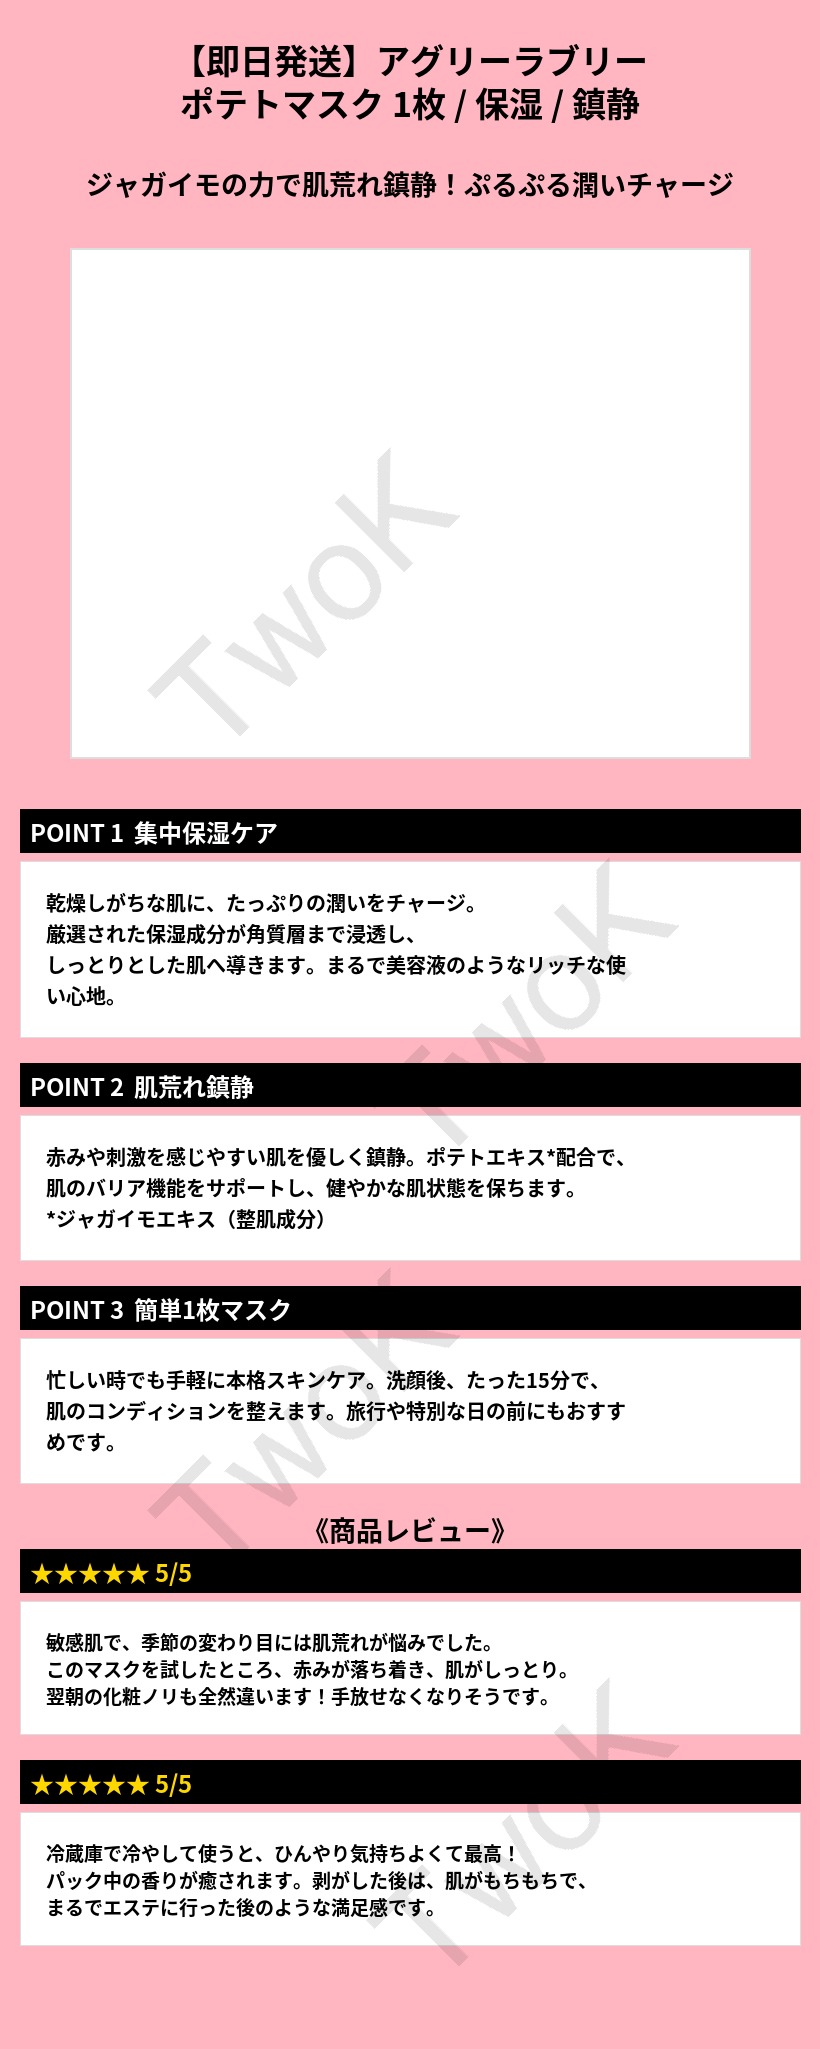 【即日発送】アグリーラブリー
ポテトマスク 1枚 / 保湿 / 鎮静
ジャガイモの力で肌荒れ鎮静！ぷるぷる潤いチャージ
TwoK
POINT 1 集中保湿ケア
乾燥しがちな肌に、たっぷりの潤いをチャージ。
厳選された保湿成分が角質層まで浸透し、
しっとりとした肌へ導きます。まるで美容液のようなリッチな使
い心地。
TwoK
POINT 2 肌荒れ鎮静
赤みや刺激を感じやすい肌を優しく鎮静。ポテトエキス*配合で、
肌のバリア機能をサポートし、健やかな肌状態を保ちます。
*ジャガイモエキス（整肌成分）
POINT 3 簡単1枚マスク
忙しい時でも手軽に本格スキンケア。洗顔後、たった15分で、
肌のコンディションを整えます。旅行や特別な日の前にもおすす
めです。
TwoK
《商品レビュー》
★★★★★ 5/5
敏感肌で、季節の変わり目には肌荒れが悩みでした。
このマスクを試したところ、赤みが落ち着き、肌がしっとり。
翌朝の化粧ノリも全然違います！手放せなくなりそうです。
★★★★★ 5/5
冷蔵庫で冷やして使うと、ひんやり気持ちよくて最高！
パック中の香りが癒されます。剥がした後は、肌がもちもちで、
まるでエステに行った後のような満足感です。
TwoK